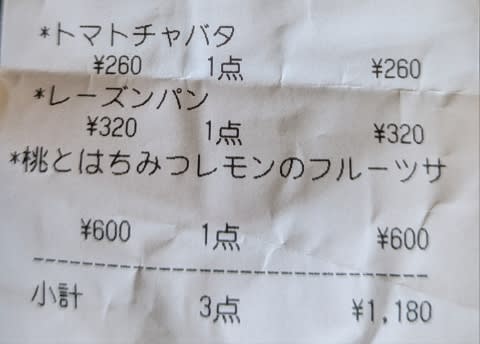 *トマトチャバタ
¥260 1点 ¥260
*レーズンパン
¥320 1点 ¥320
*桃とはちみつレモンのフルーツサ
¥600 1点 ¥600
小計 3点 ¥1,180